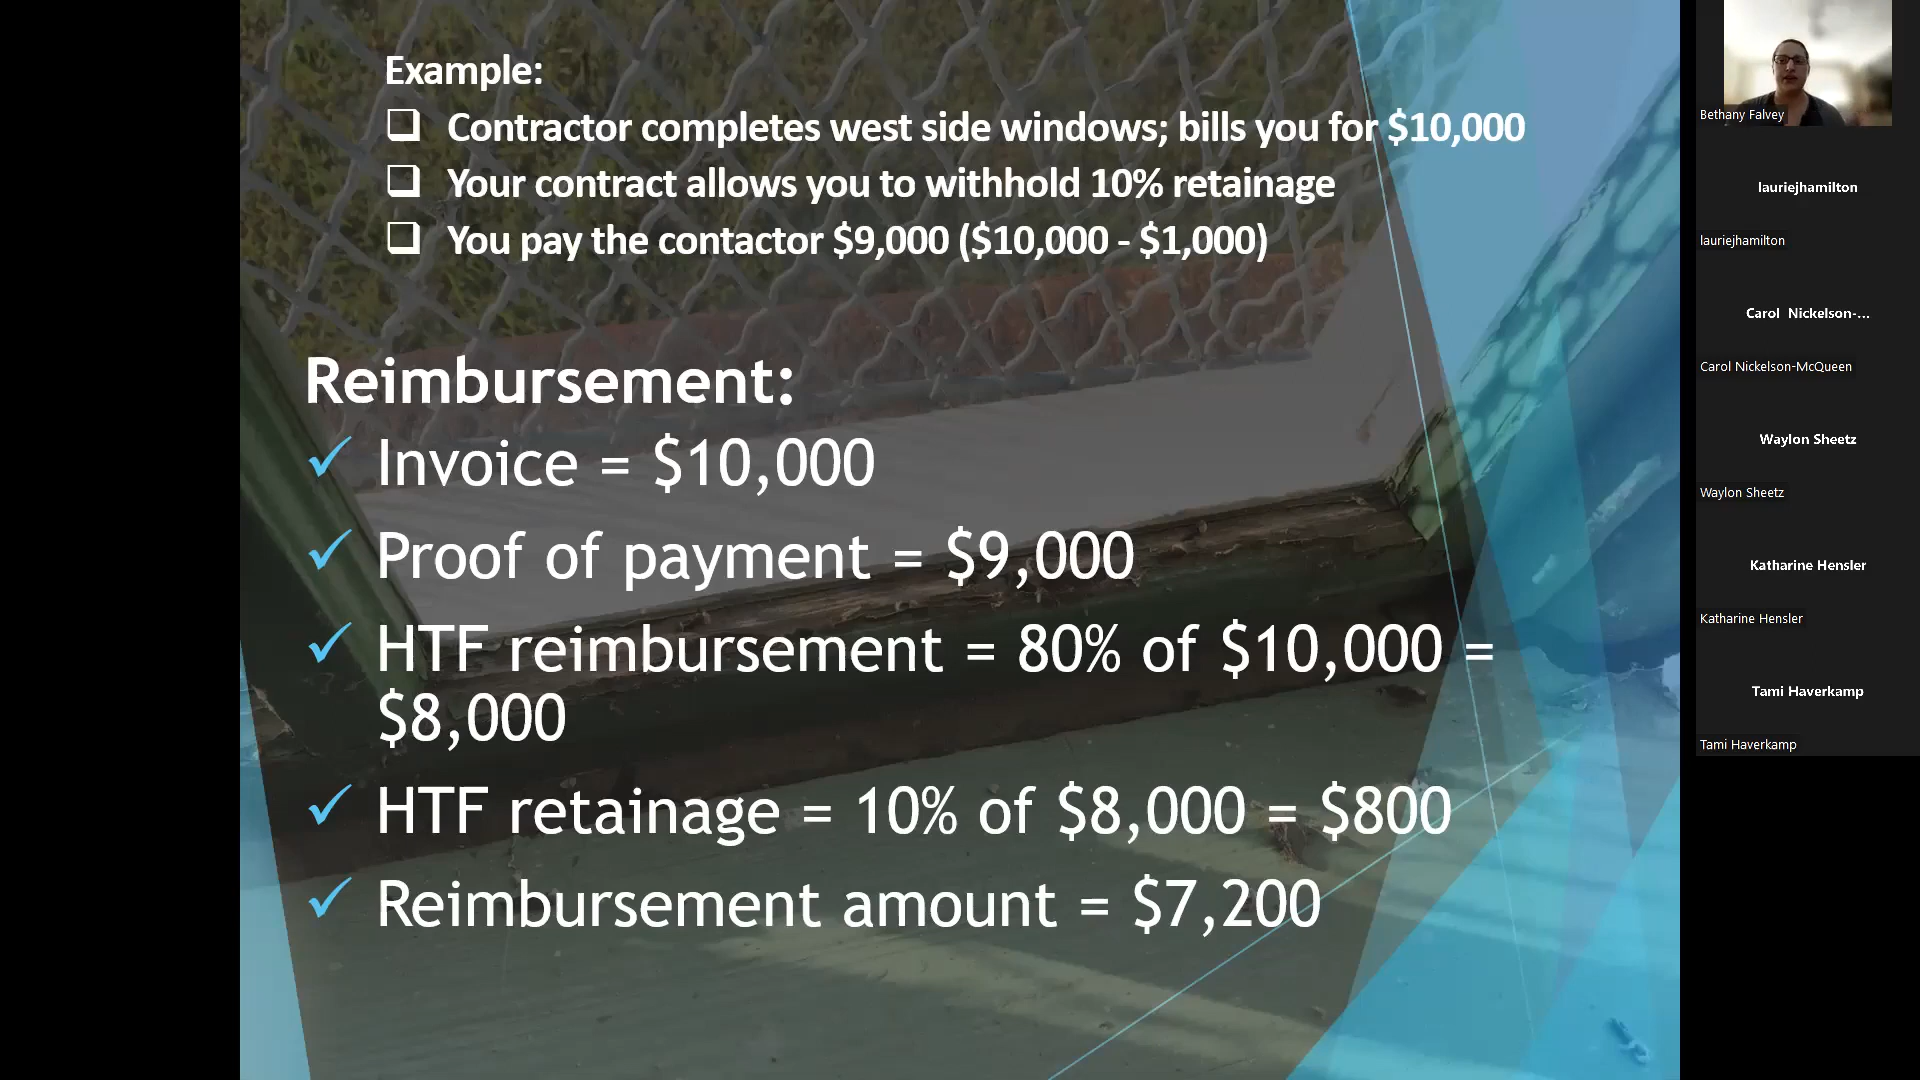 Example:
Contractor completes west side windows; bills you for $10,000
Your contract allows you to withhold 10% retainage
You pay the contactor $9,000 ($10,000 - $1,000)
Reimbursement:
Invoice = $10,000
Proof of payment = $9,000
HTF reimbursement = 80% of $10,000 =
$8,000
HTF retainage = 10% of $8,000 = $800
Reimbursement amount = $7,200
Bethany Falvey
lauriejhamilton
lauriejhamilton
Carol Nickelson-...
Carol Nickelson-McQueen
Waylon Sheetz
Waylon Sheetz
Katharine Hensler
Katharine Hensler
Tami Haverkamp
Tami Haverkamp